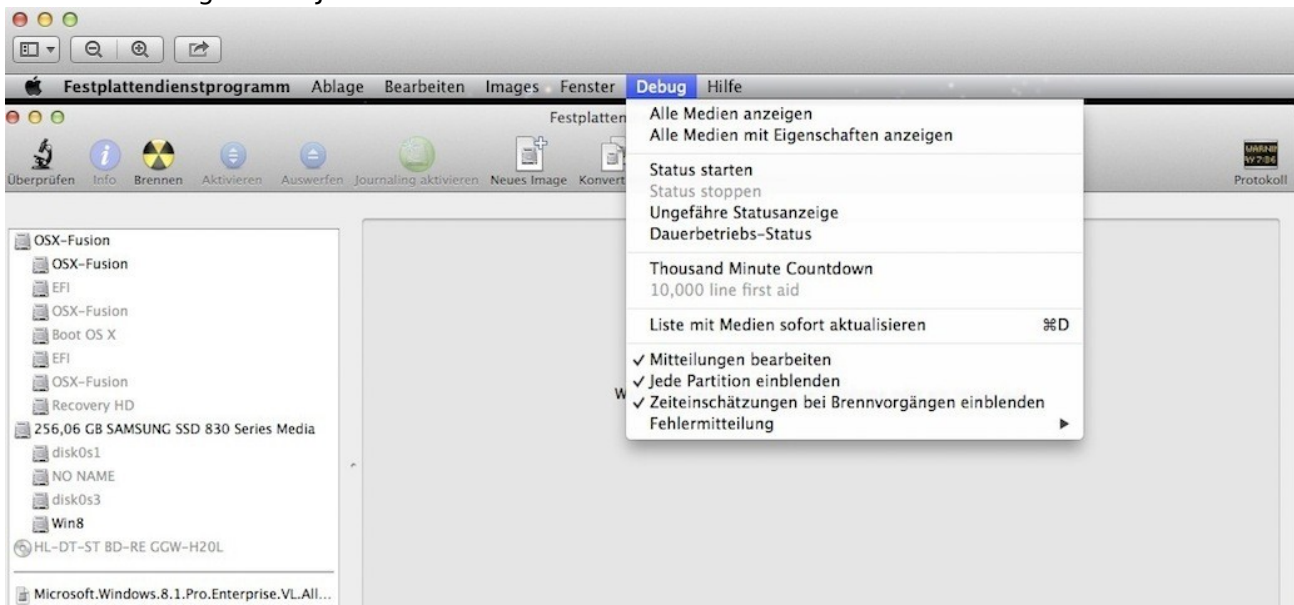 Festplattendienstprogramm Ablage Bearbeiten Images Fenster Debug Hilfe
Festplatten
Überprüfen Info Brennen Aktivieren Auswerfen Journaling aktivieren Neues Image Konvert Protokoll
Alle Medien anzeigen
Alle Medien mit Eigenschaften anzeigen
Status starten
Status stoppen
Ungefähre Statusanzeige
Dauerbetriebs-Status
Thousand Minute Countdown
10,000 line first aid
Liste mit Medien sofort aktualisieren ⌘D
✓ Mitteilungen bearbeiten
✓ Jede Partition einblenden
✓ Zeiteinschätzungen bei Brennvorgängen einblenden
Fehlermitteilung
W
OSX-Fusion
OSX-Fusion
EFI
OSX-Fusion
Boot OS X
EFI
OSX-Fusion
Recovery HD
256,06 GB SAMSUNG SSD 830 Series Media
disk0s1
NO NAME
disk0s3
Win8
HL-DT-ST BD-RE GGW-H20L
Microsoft.Windows.8.1.Pro.Enterprise.VL.All...